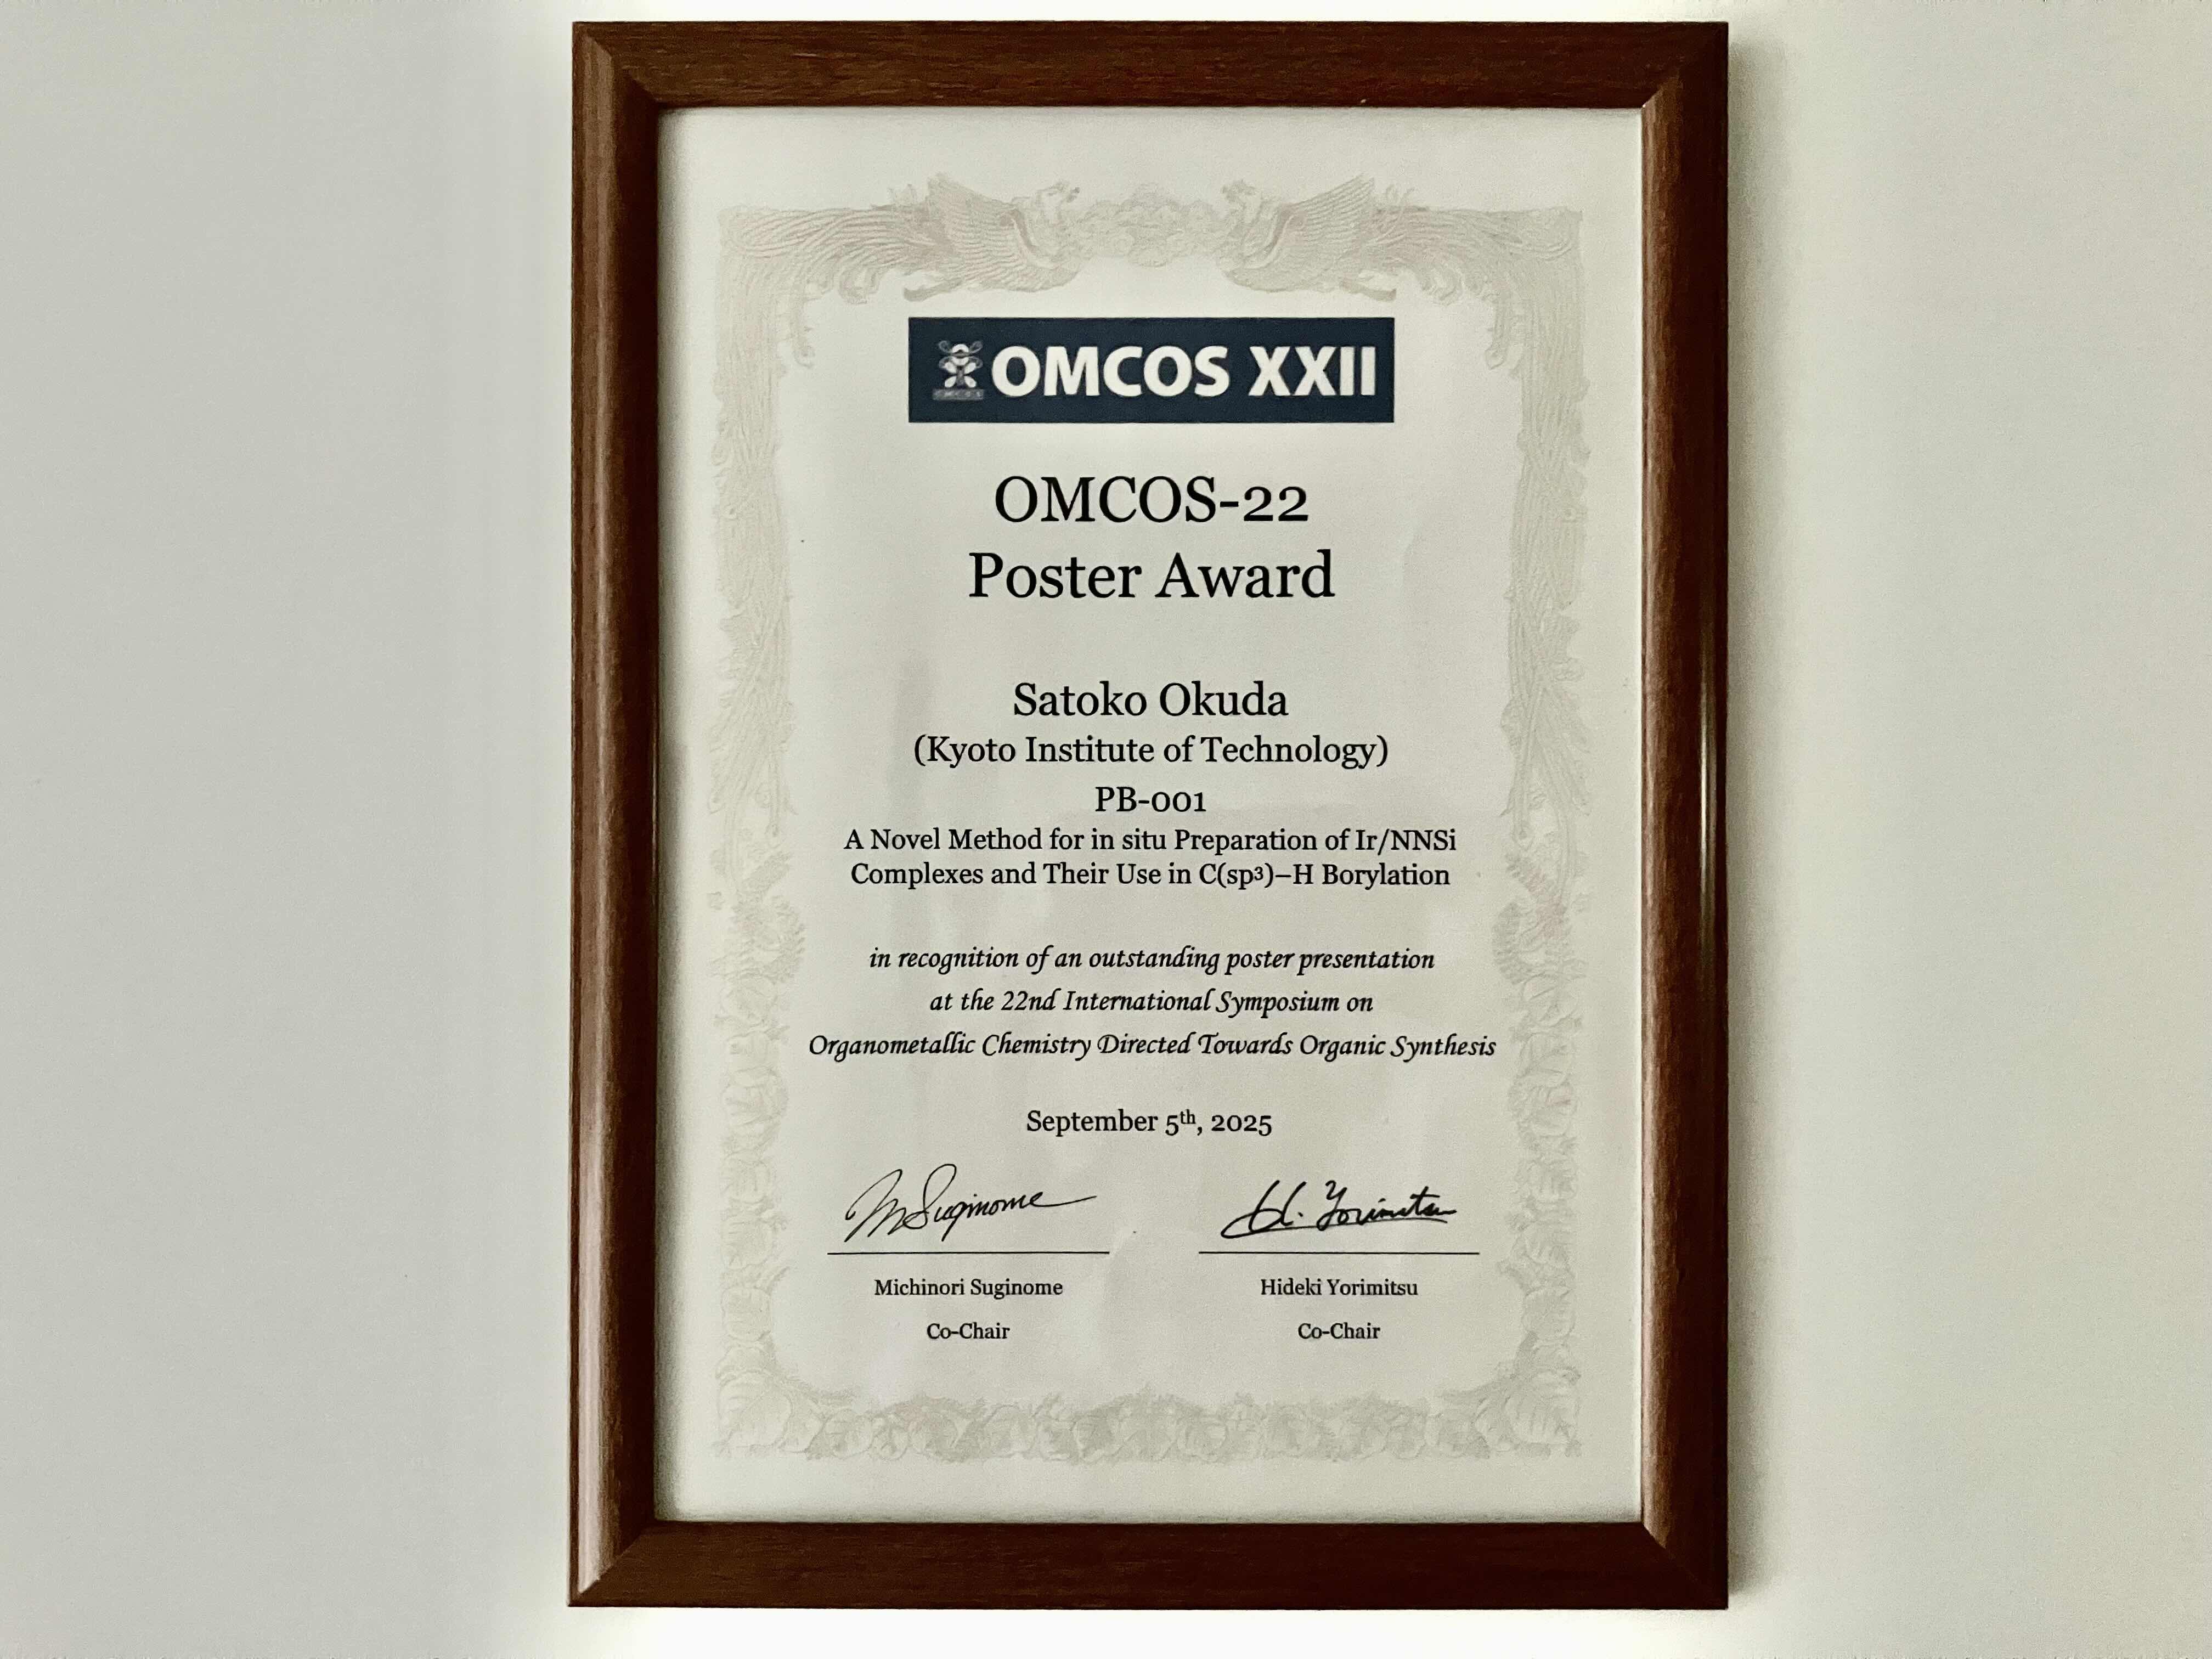 OMCOS XXII
OMCOS
OMCOS-22
Poster Award
Satoko Okuda
(Kyoto Institute of Technology)
PB-001
A Novel Method for in situ Preparation of Ir/NNSi
Complexes and Their Use in C(sp³)–H Borylation
in recognition of an outstanding poster presentation
at the 22nd International Symposium on
Organometallic Chemistry Directed Towards Organic Synthesis
September 5th, 2025
M Suginome
H. Yorimitsu
Michinori Suginome
Hideki Yorimitsu
Co-Chair
Co-Chair